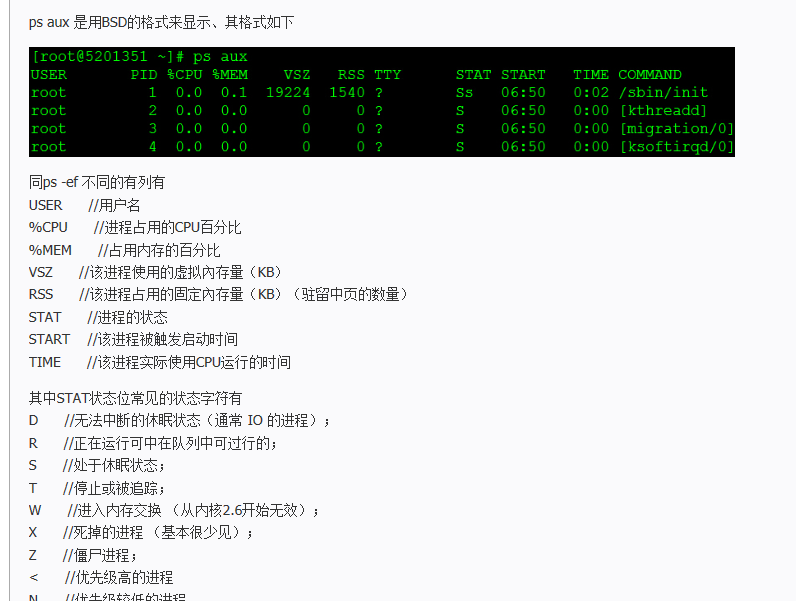 ps aux 是用BSD的格式来显示、其格式如下
[root@5201351 ~]# ps aux
USER PID %CPU %MEM VSZ RSS TTY STAT START TIME COMMAND
root 1 0.0 0.1 19224 1540 ? Ss 06:50 0:02 /sbin/init
root 2 0.0 0.0 0 0 ? S 06:50 0:00 [kthreadd]
root 3 0.0 0.0 0 0 ? S 06:50 0:00 [migration/0]
root 4 0.0 0.0 0 0 ? S 06:50 0:00 [ksoftirqd/0]
同ps -ef 不同的有列有
USER //用户名
%CPU //进程占用的CPU百分比
%MEM //占用内存的百分比
VSZ //该进程使用的虚拟內存量（KB）
RSS //该进程占用的固定內存量（KB）（驻留中页的数量）
STAT //进程的状态
START //该进程被触发启动时间
TIME //该进程实际使用CPU运行的时间
其中STAT状态位常见的状态字符有
D //无法中断的休眠状态（通常 IO 的进程）；
R //正在运行可中在队列中可过行的；
S //处于休眠状态；
T //停止或被追踪；
W //进入内存交换 （从内核2.6开始无效）；
X //死掉的进程 （基本很少见）；
Z //僵尸进程；
< //优先级高的进程
N //优先级较低的进程